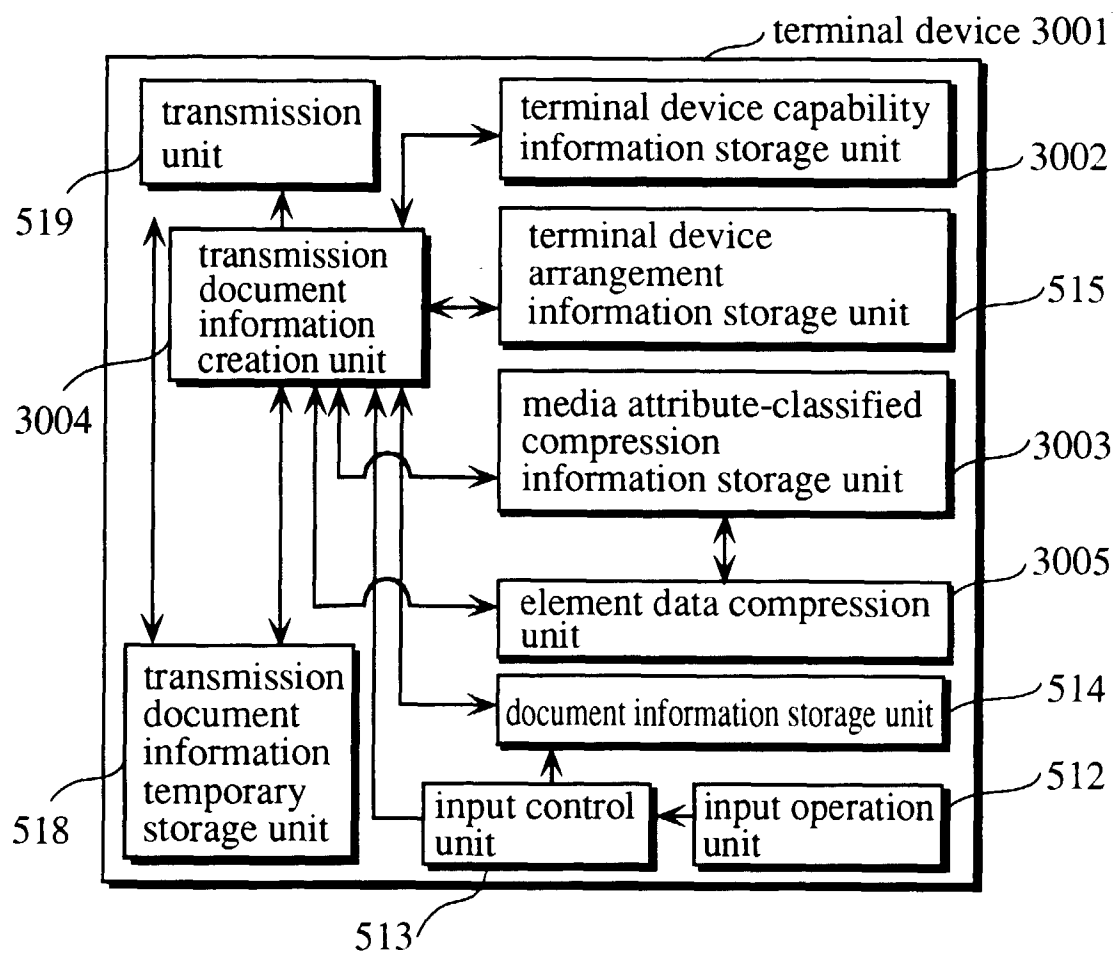 terminal device 3001
transmission
unit
519
terminal device capability
information storage unit
3002
transmission
document
information
creation unit
3004
terminal device
arrangement
information storage unit
515
media attribute-classified
compression
information storage unit
3003
element data compression
unit
3005
transmission
document
information
temporary
storage unit
518
document information storage unit
514
input control
unit
513
input operation
unit
512